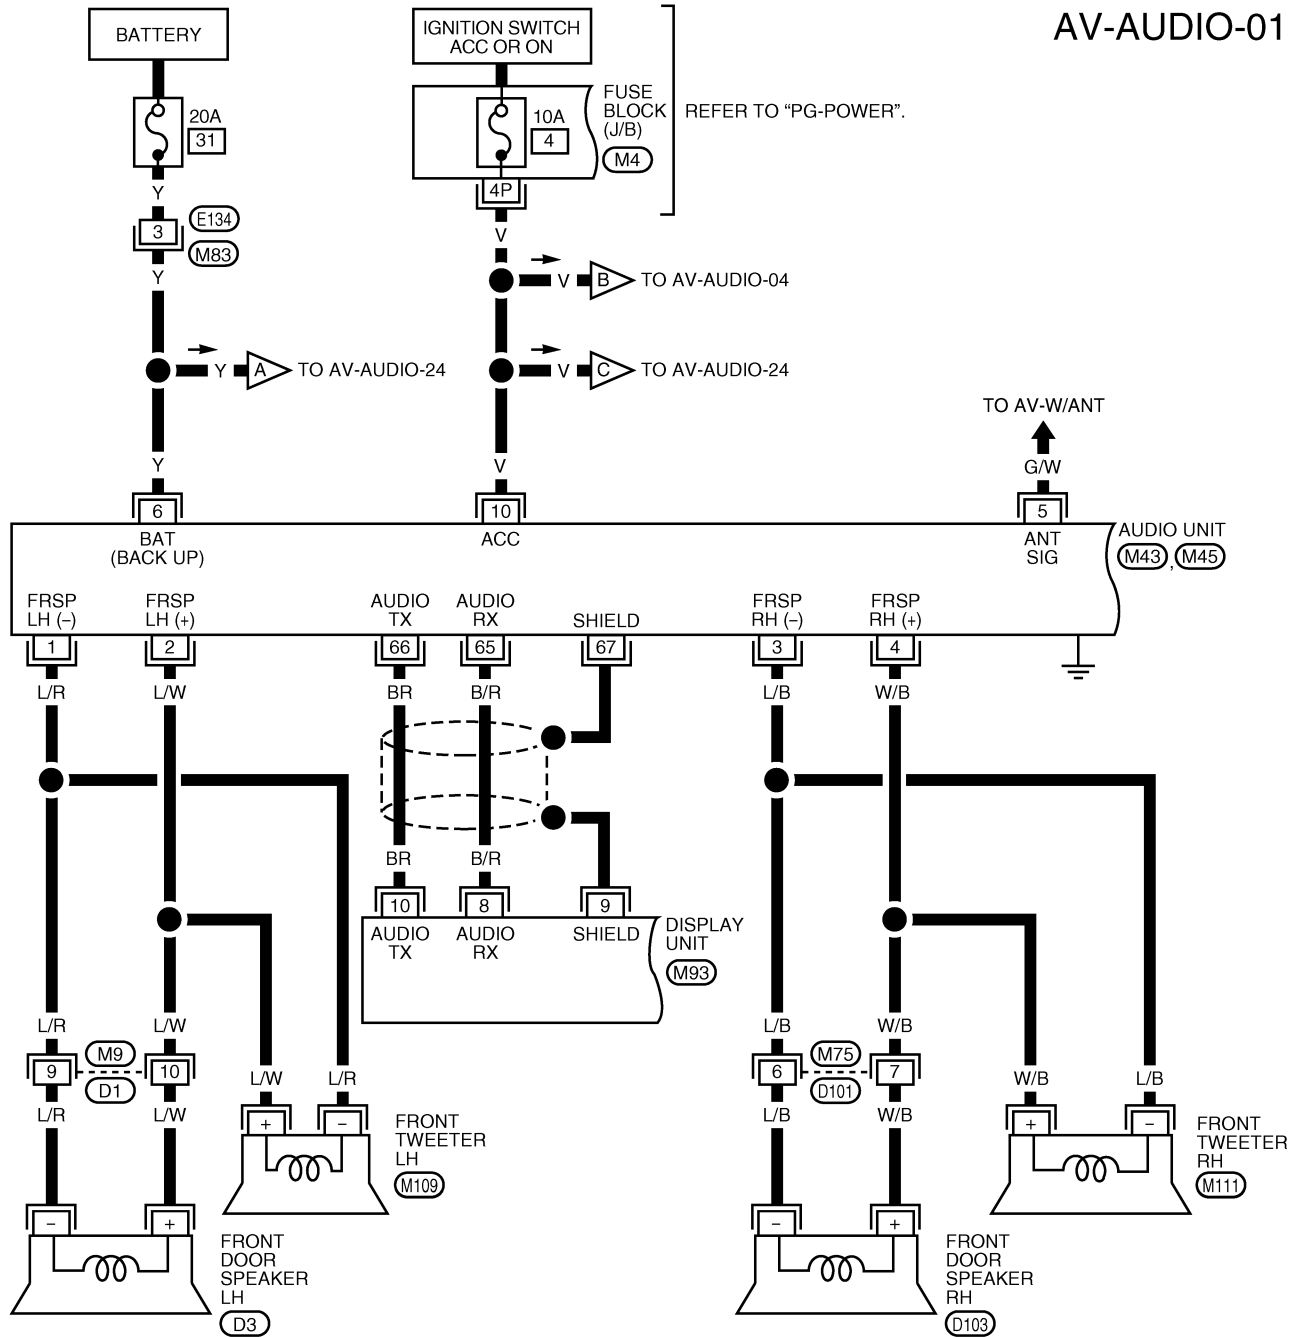 AV-AUDIO-01
BATTERY
IGNITION SWITCH
ACC OR ON
20A
31
10A
4
FUSE
BLOCK
(J/B)
M4
REFER TO “PG-POWER”.
4P
Y
3
E134
M83
Y
V
V
B
TO AV-AUDIO-04
Y
A
TO AV-AUDIO-24
V
C
TO AV-AUDIO-24
TO AV-W/ANT
Y
V
G/W
6
10
5
BAT
(BACK UP)
ACC
ANT
SIG
AUDIO UNIT
M43 , M45
FRSP
LH (–)
FRSP
LH (+)
AUDIO
TX
AUDIO
RX
SHIELD
FRSP
RH (–)
FRSP
RH (+)
1
2
66
65
67
3
4
L/R
L/W
BR
B/R
L/B
W/B
BR
B/R
10
8
9
AUDIO
TX
AUDIO
RX
SHIELD
DISPLAY
UNIT
M93
L/R
L/W
L/B
W/B
9
M9
D1
10
6
M75
D101
7
L/W
L/R
W/B
L/B
L/R
L/W
L/B
W/B
+
–
FRONT
TWEETER
LH
M109
+
–
FRONT
TWEETER
RH
M111
–
+
FRONT
DOOR
SPEAKER
LH
D3
–
+
FRONT
DOOR
SPEAKER
RH
D103